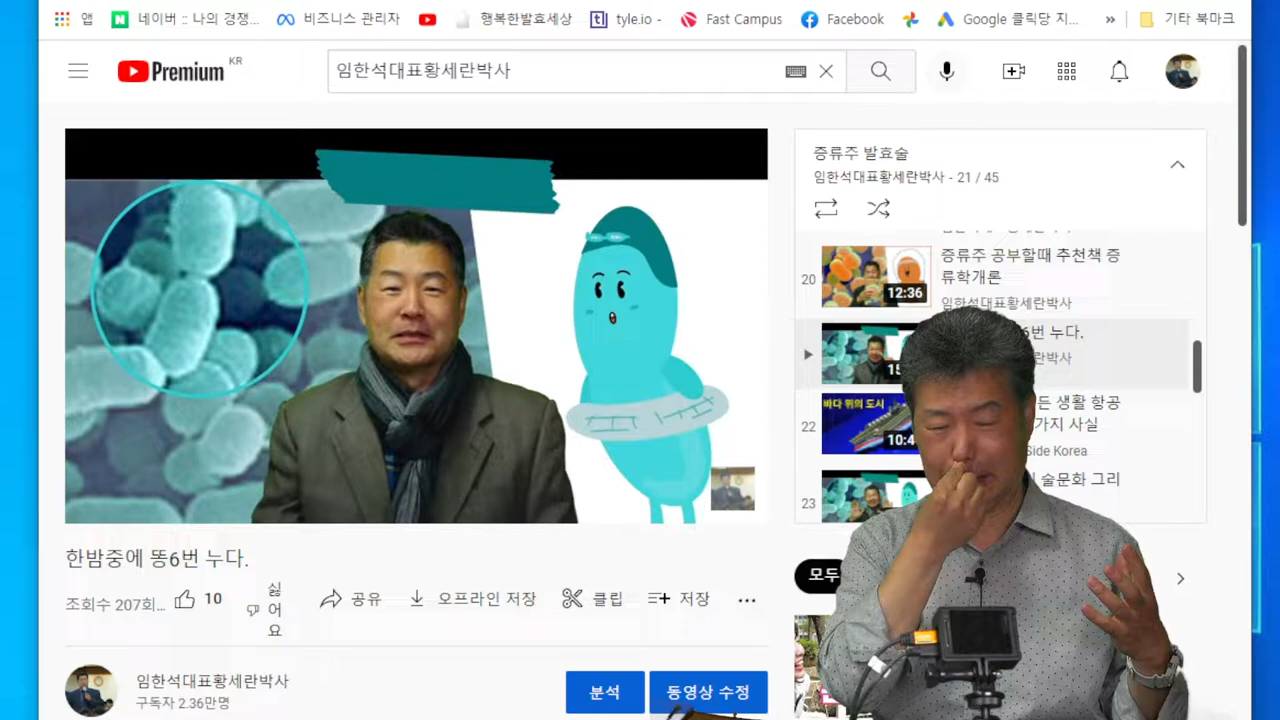 앱
네이버 :: 나의 경쟁...
비즈니스 관리자
행복한발효세상
tyle.io -
Fast Campus
Facebook
Google 클릭당 지...
»
기타 북마크
Premium KR
임한석대표황세란박사
증류주 발효술
임한석대표황세란박사 - 21 / 45
20
12:36
증류주 공부할때 추천책 증
류학개론
임한석대표황세란박사
6번 누다.
란박사
22
바다 위의 도시
10:4
든 생활 항공
가지 사실
Side Korea
23
술문화 그리
한밤중에 똥6번 누다.
조회수 207회...
10
싫
어
요
공유
오프라인 저장
클립
저장
...
모두
임한석대표황세란박사
구독자 2.36만명
분석
동영상 수정